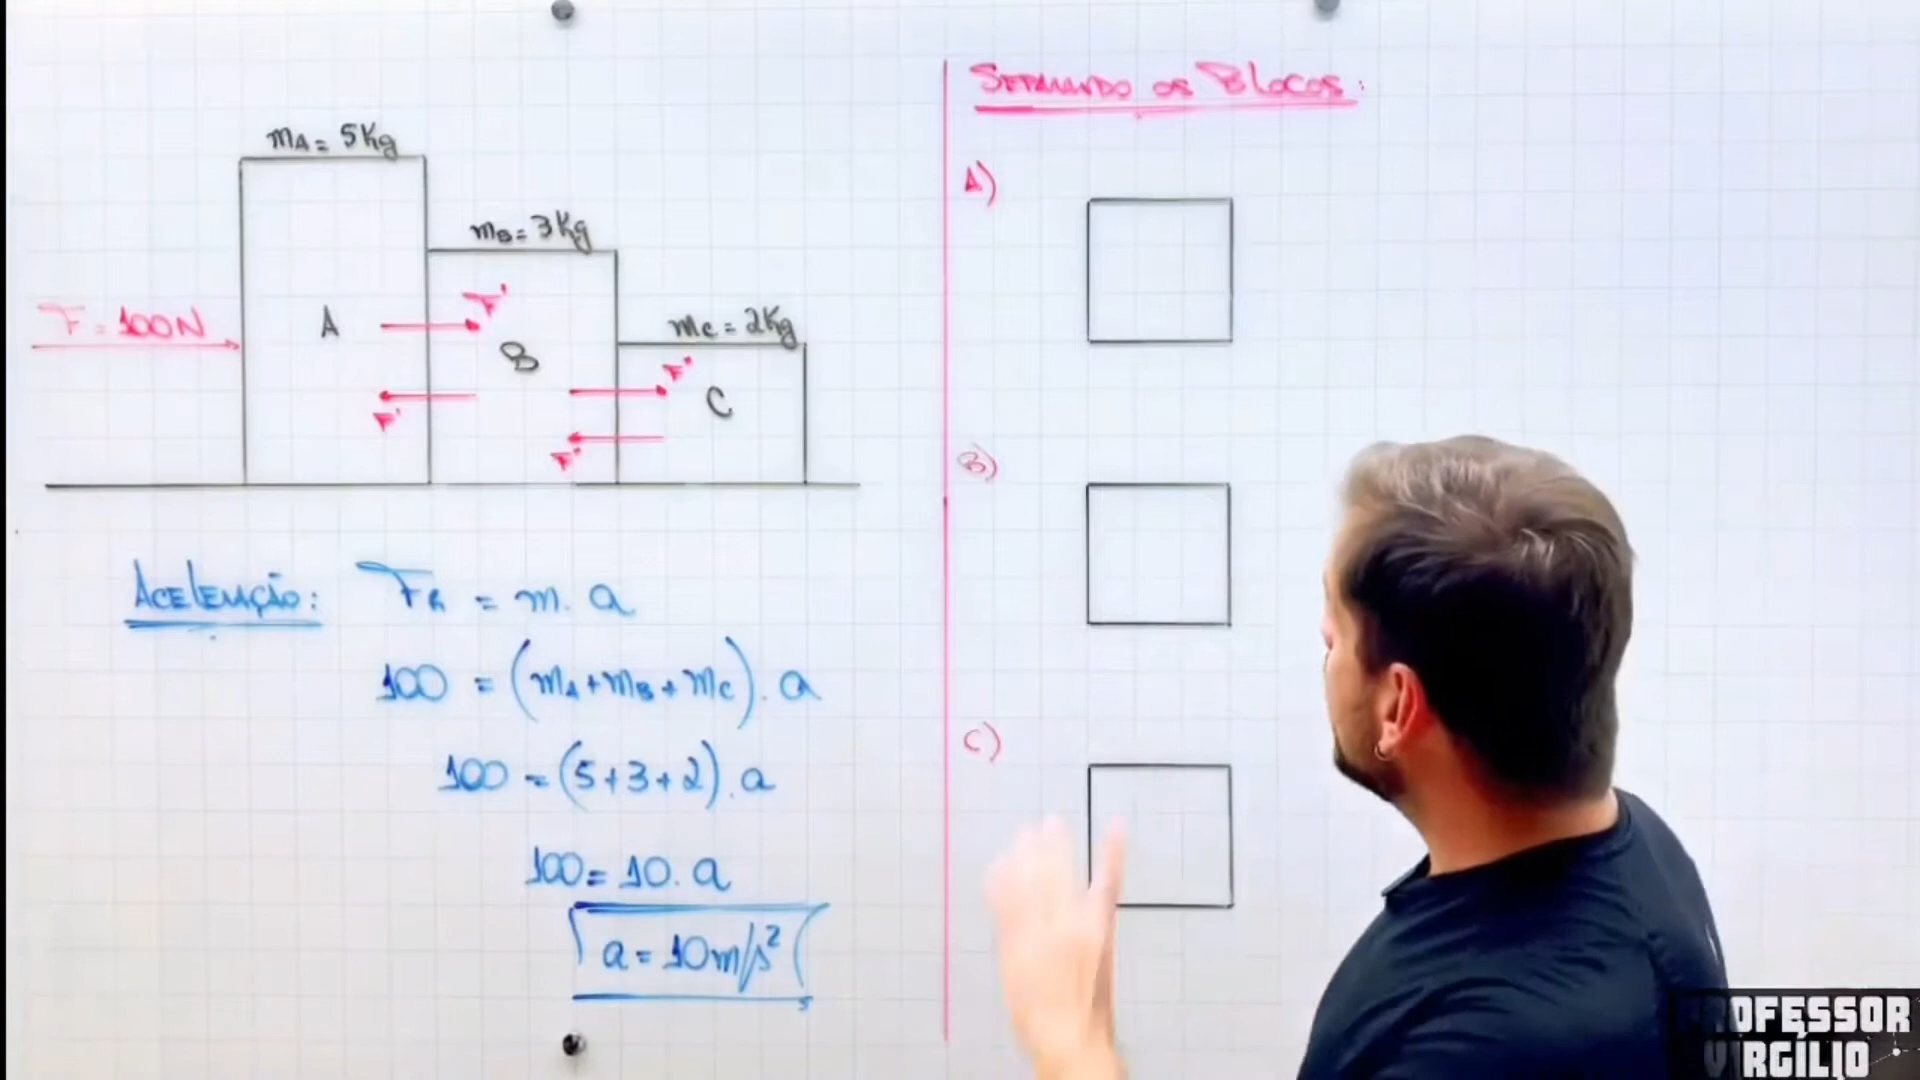 mA = 5Kg
mB = 3Kg
mC = 2Kg
F = 100N
A
B
C
F'
F'
F"
F"
Aceleração: FR = m. a
100 = (mA + mB + mC). a
100 = (5 + 3 + 2). a
100 = 10. a
a = 10m/s²
Separando os Blocos:
A)
B)
C)
PROFESSOR
VIRGÍLIO